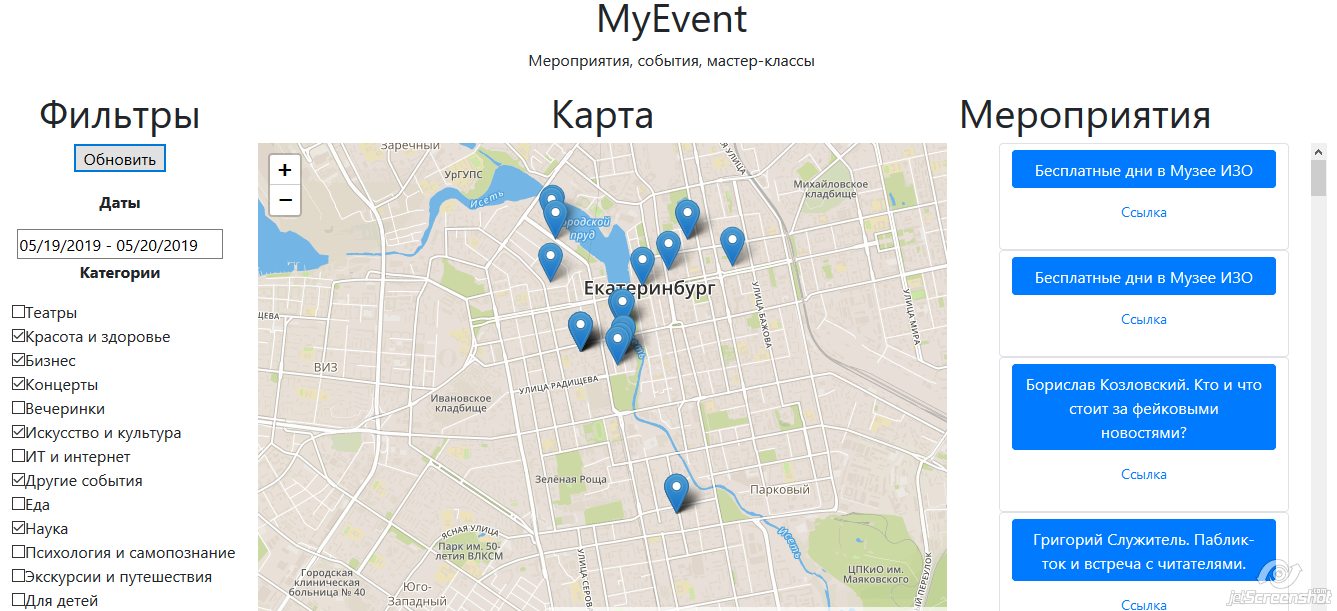 MyEvent
Мероприятия, события, мастер-классы
Фильтры
Обновить
Даты
05/19/2019 - 05/20/2019
Категории
Театры
Красота и здоровье
Бизнес
Концерты
Вечеринки
Искусство и культура
ИТ и интернет
Другие события
Еда
Наука
Психология и самопознание
Экскурсии и путешествия
Для детей
Карта
+
−
Заречный
УрГУПС
Исеть
Михайловское
кладбище
пруд
Екатеринбург
УЛИЦА БАЖОВА
УЛИЦА МИРА
ВИЗ
УЛИЦА РАДИЩЕВА
Ивановское
кладбище
Зелёная Роща
Парковый
ЯСНАЯ УЛИЦА
Парк им. 50-
летия ВЛКСМ
Исеть
Городская
клиническая
больница № 40
Юго-
Западный
ЦПКиО им.
Маяковского
Мероприятия
Бесплатные дни в Музее ИЗО
Ссылка
Бесплатные дни в Музее ИЗО
Ссылка
Борислав Козловский. Кто и что
стоит за фейковыми
новостями?
Ссылка
Григорий Служитель. Паблик-
ток и встреча с читателями.
Ссылка
jetScreenshot